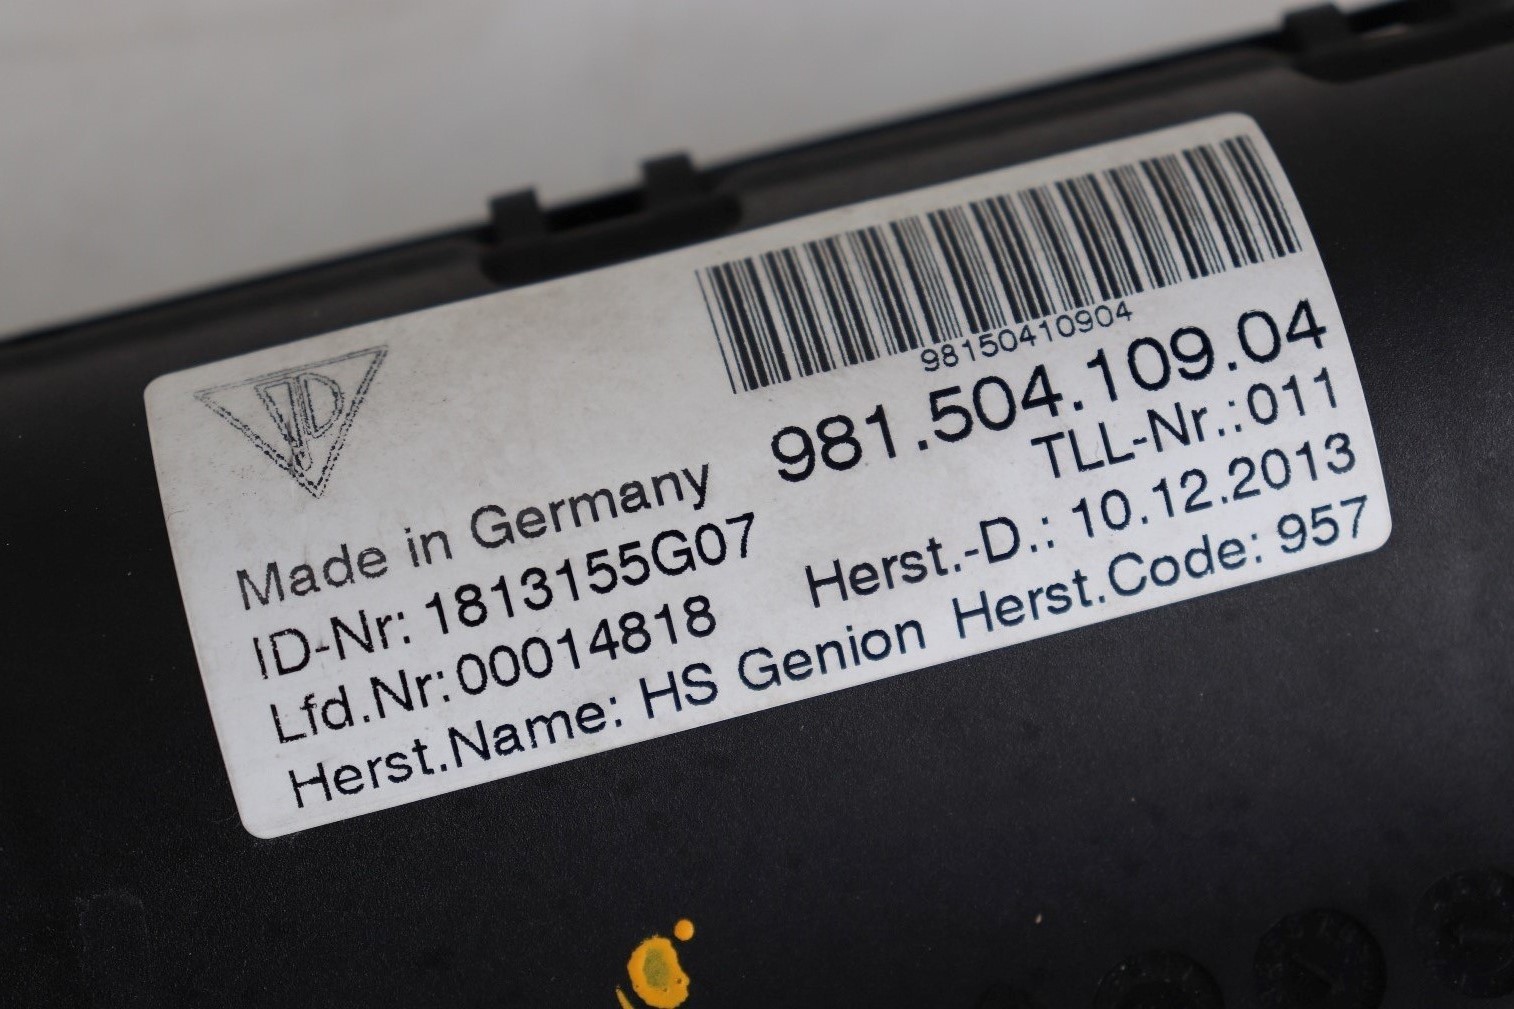 98150410904
981.504.109.04
TLL-Nr.:011
Made in Germany
ID-Nr: 1813155G07
Herst.-D.: 10.12.2013
Lfd.Nr:00014818
Herst.Name: HS Genion Herst.Code: 957